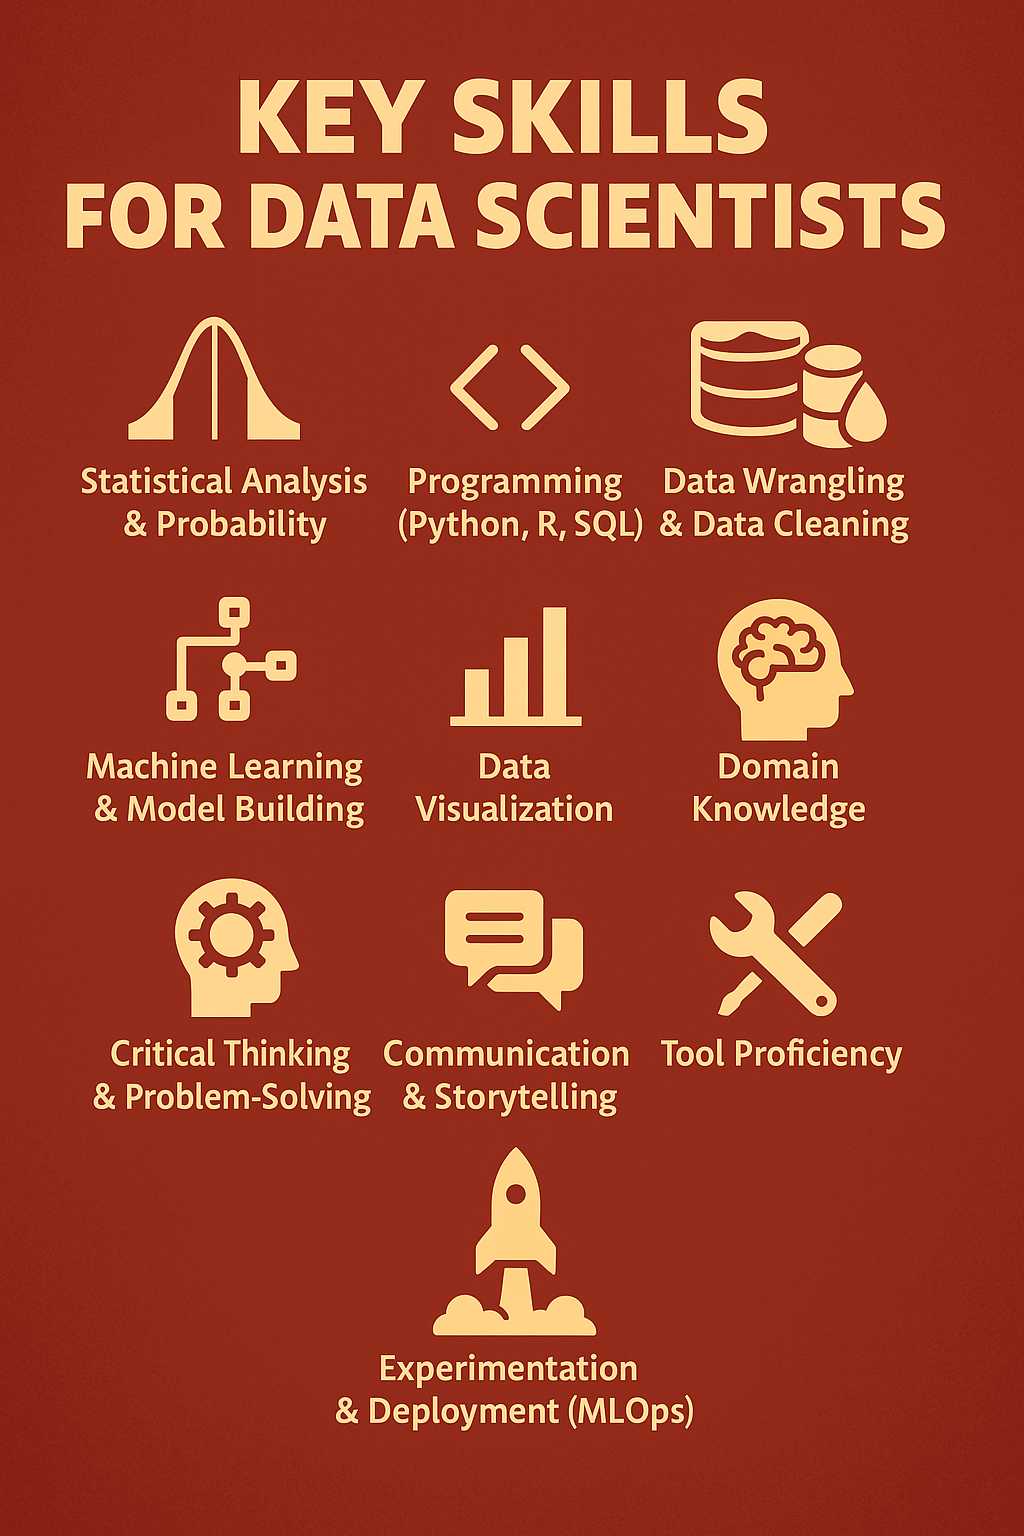 KEY SKILLS
FOR DATA SCIENTISTS
Statistical Analysis
& Probability
Programming
(Python, R, SQL)
Data Wrangling
& Data Cleaning
Machine Learning
& Model Building
Data
Visualization
Domain
Knowledge
Critical Thinking
& Problem-Solving
Communication
& Storytelling
Tool Proficiency
Experimentation
& Deployment (MLOps)